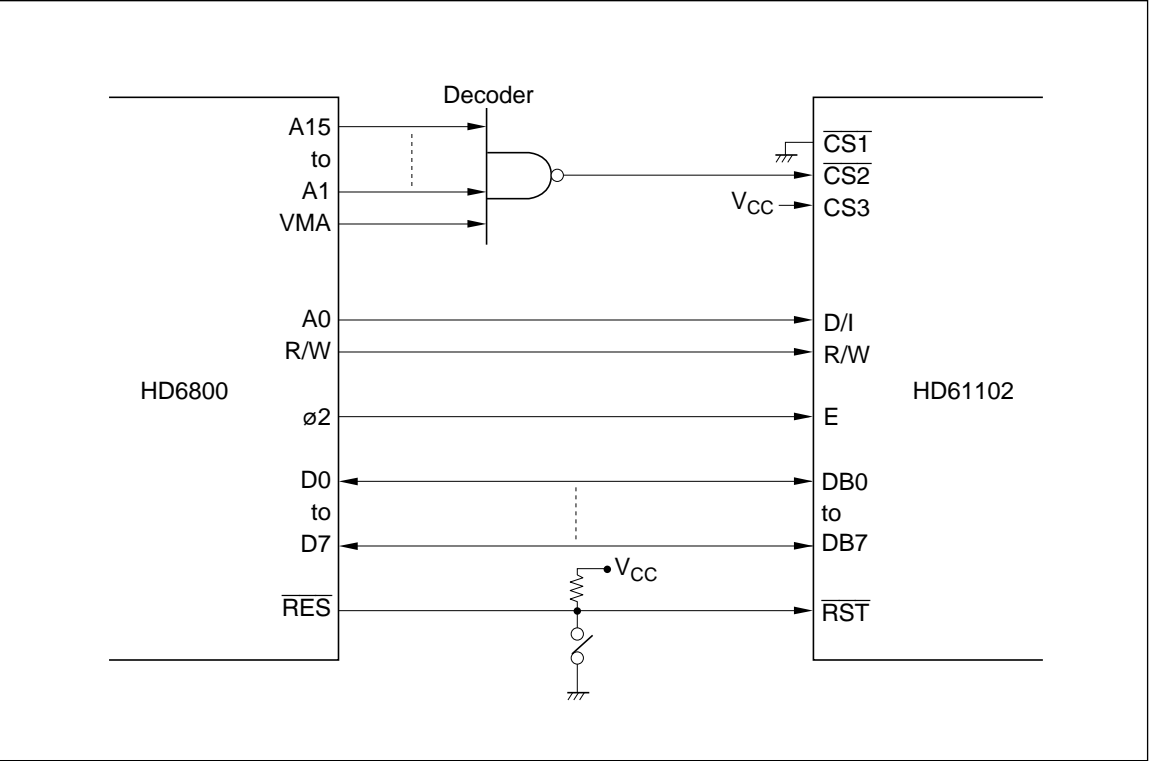 Decoder
A15
to
A1
VMA
CS1
CS2
VCC
CS3
A0
D/I
R/W
R/W
HD6800
HD61102
ø2
E
D0
to
D7
DB0
to
DB7
VCC
RES
RST